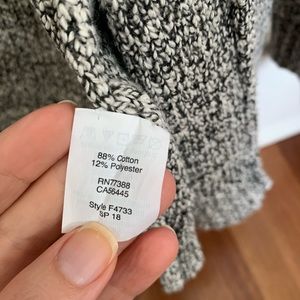 88% Cotton
12% Polyester
RN77388
CA56445
Style F4733
SP 18